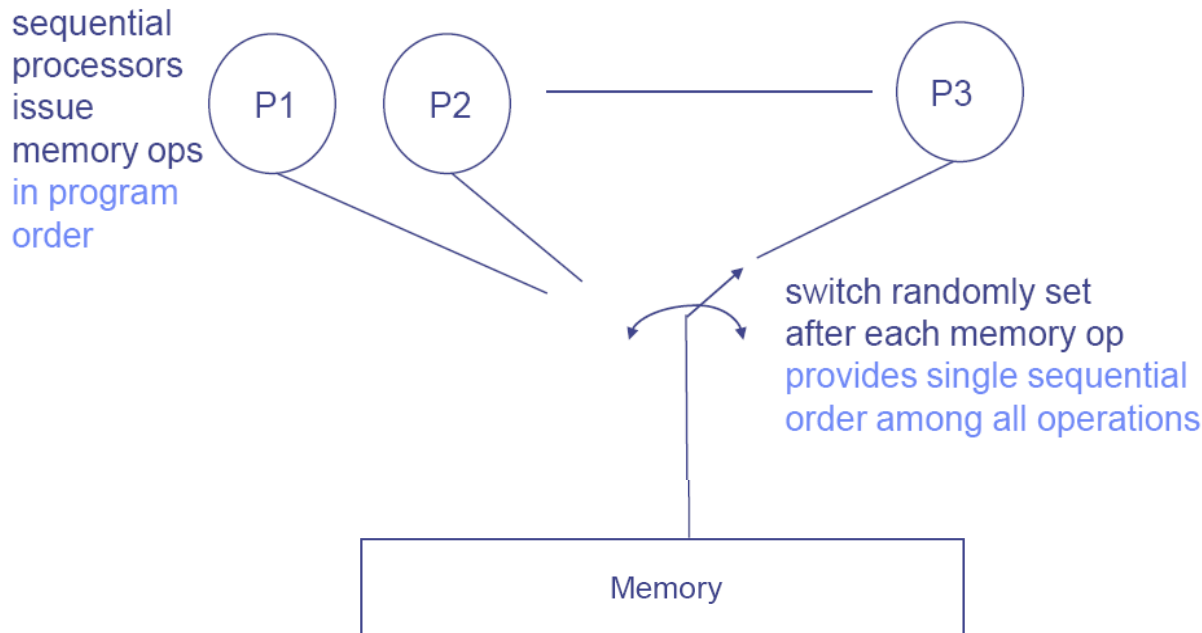 sequential
processors
issue
memory ops
in program
order
P1
P2
P3
switch randomly set
after each memory op
provides single sequential
order among all operations
Memory